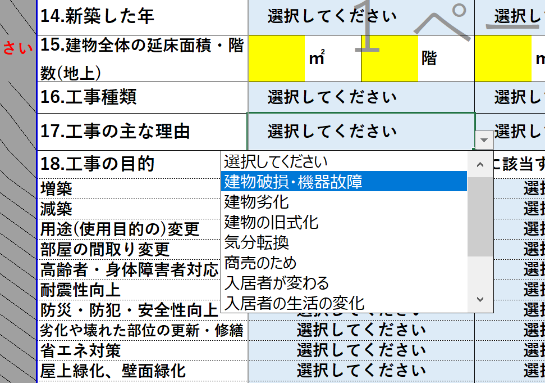 14.新築した年 選択してください 選択し
さい 15.建物全体の延床面積・階
数(地上) ㎡ 階 ㎡
1ペー
16.工事種類 選択してください 選択し
17.工事の主な理由 選択してください 選択し
18.工事の目的 選択してください に該当す
増築 建物破損・機器故障 選択
減築 建物劣化 選択
用途(使用目的の)変更 建物の旧式化 選択
部屋の間取り変更 気分転換 選択
高齢者・身体障害者対応 商売のため 選択
耐震性向上 入居者が変わる 選択
防災・防犯・安全性向上 入居者の生活の変化 選択
劣化や壊れた部位の更新・修繕 選択してください 選択
省エネ対策 選択してください 選択
屋上緑化、壁面緑化 選択してください 選択